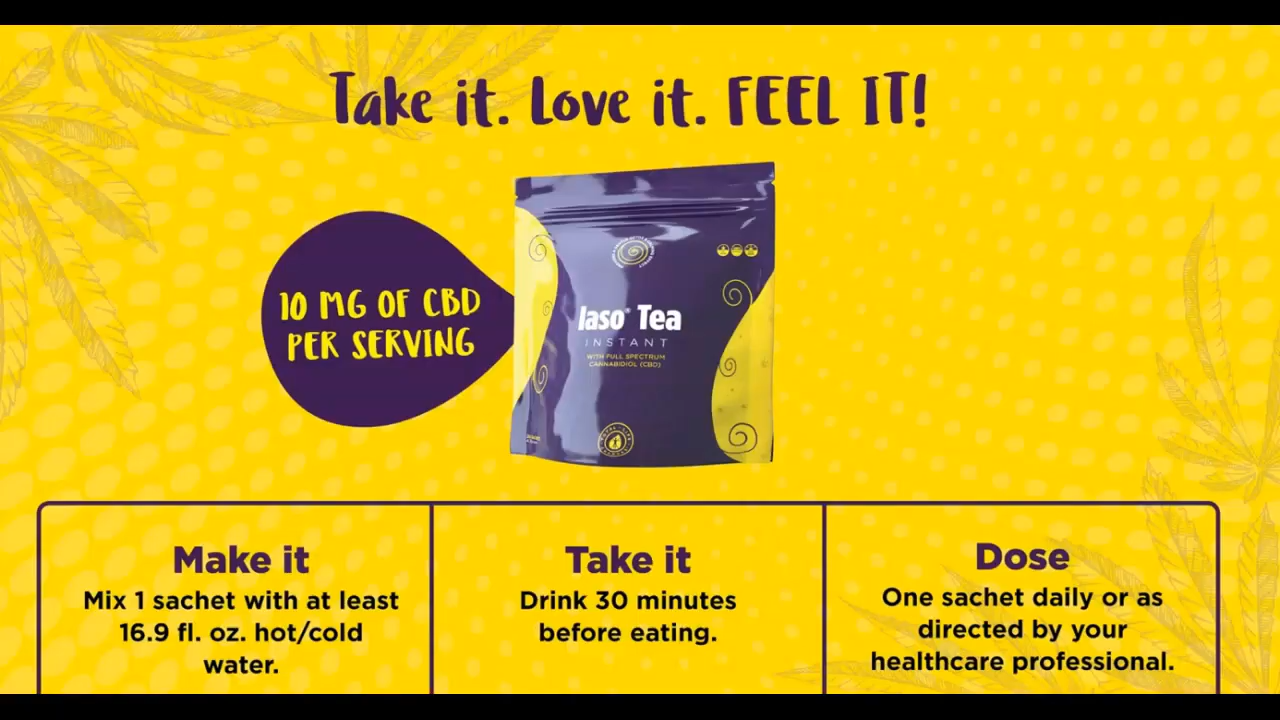 Take it. Love it. FEEL IT!
10 MG OF CBD
PER SERVING
Iaso® Tea
INSTANT
WITH FULL SPECTRUM
CANNABIDIOL (CBD)
Make it
Mix 1 sachet with at least
16.9 fl. oz. hot/cold
water.
Take it
Drink 30 minutes
before eating.
Dose
One sachet daily or as
directed by your
healthcare professional.